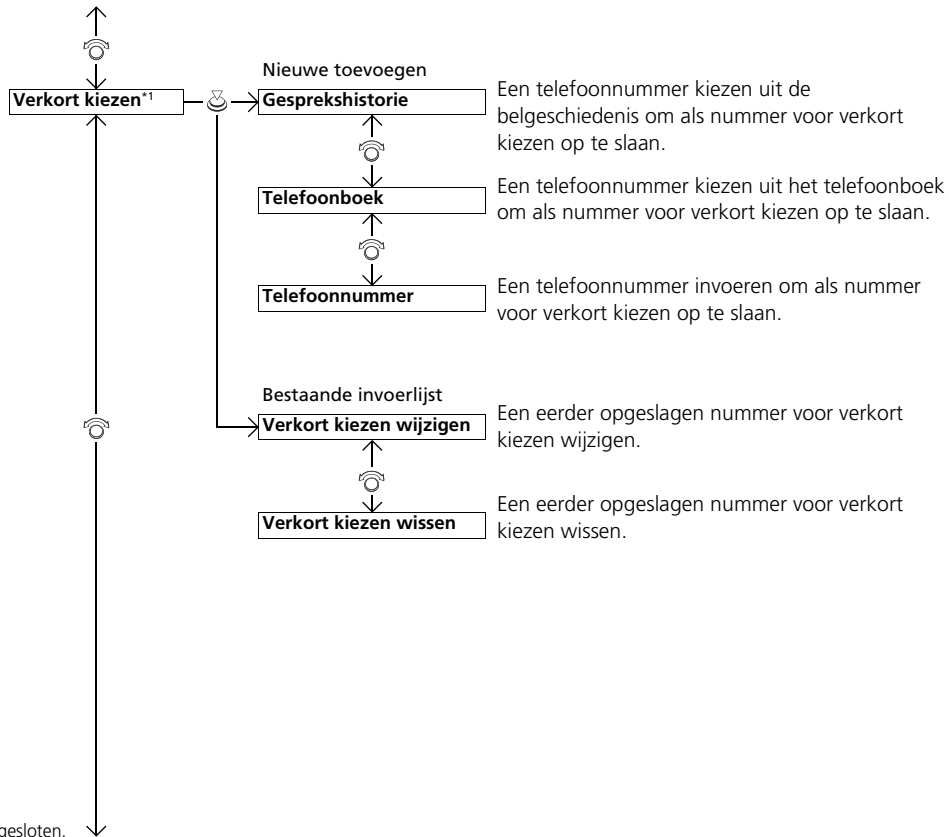 Nieuwe toevoegen
Verkort kiezen*1
Gesprekshistorie
Een telefoonnummer kiezen uit de
belgeschiedenis om als nummer voor verkort
kiezen op te slaan.
Telefoonboek
Een telefoonnummer kiezen uit het telefoonboek
om als nummer voor verkort kiezen op te slaan.
Telefoonnummer
Een telefoonnummer invoeren om als nummer
voor verkort kiezen op te slaan.
Bestaande invoerlijst
Verkort kiezen wijzigen
Een eerder opgeslagen nummer voor verkort
kiezen wijzigen.
Verkort kiezen wissen
Een eerder opgeslagen nummer voor verkort
kiezen wissen.
gesloten.